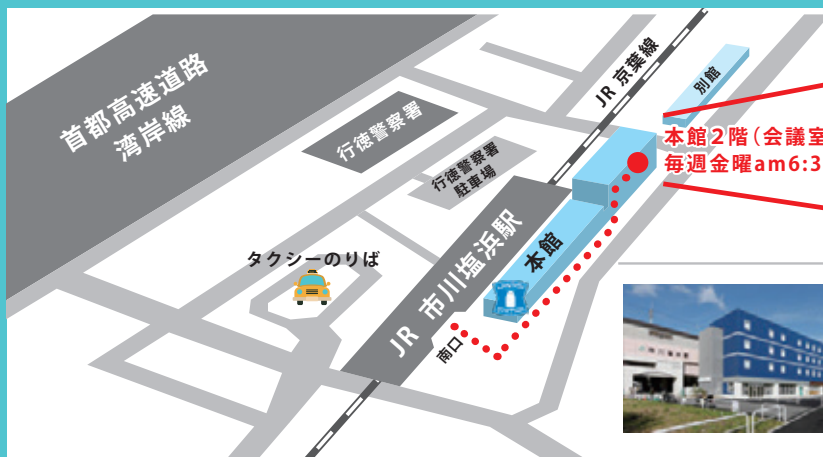 首都高速道路
湾岸線
行徳警察署
行徳警察署
駐車場
JR 京葉線
別館
本館2階(会議室
毎週金曜am6:3
タクシーのりば
JR 市川塩浜駅
本館
南口